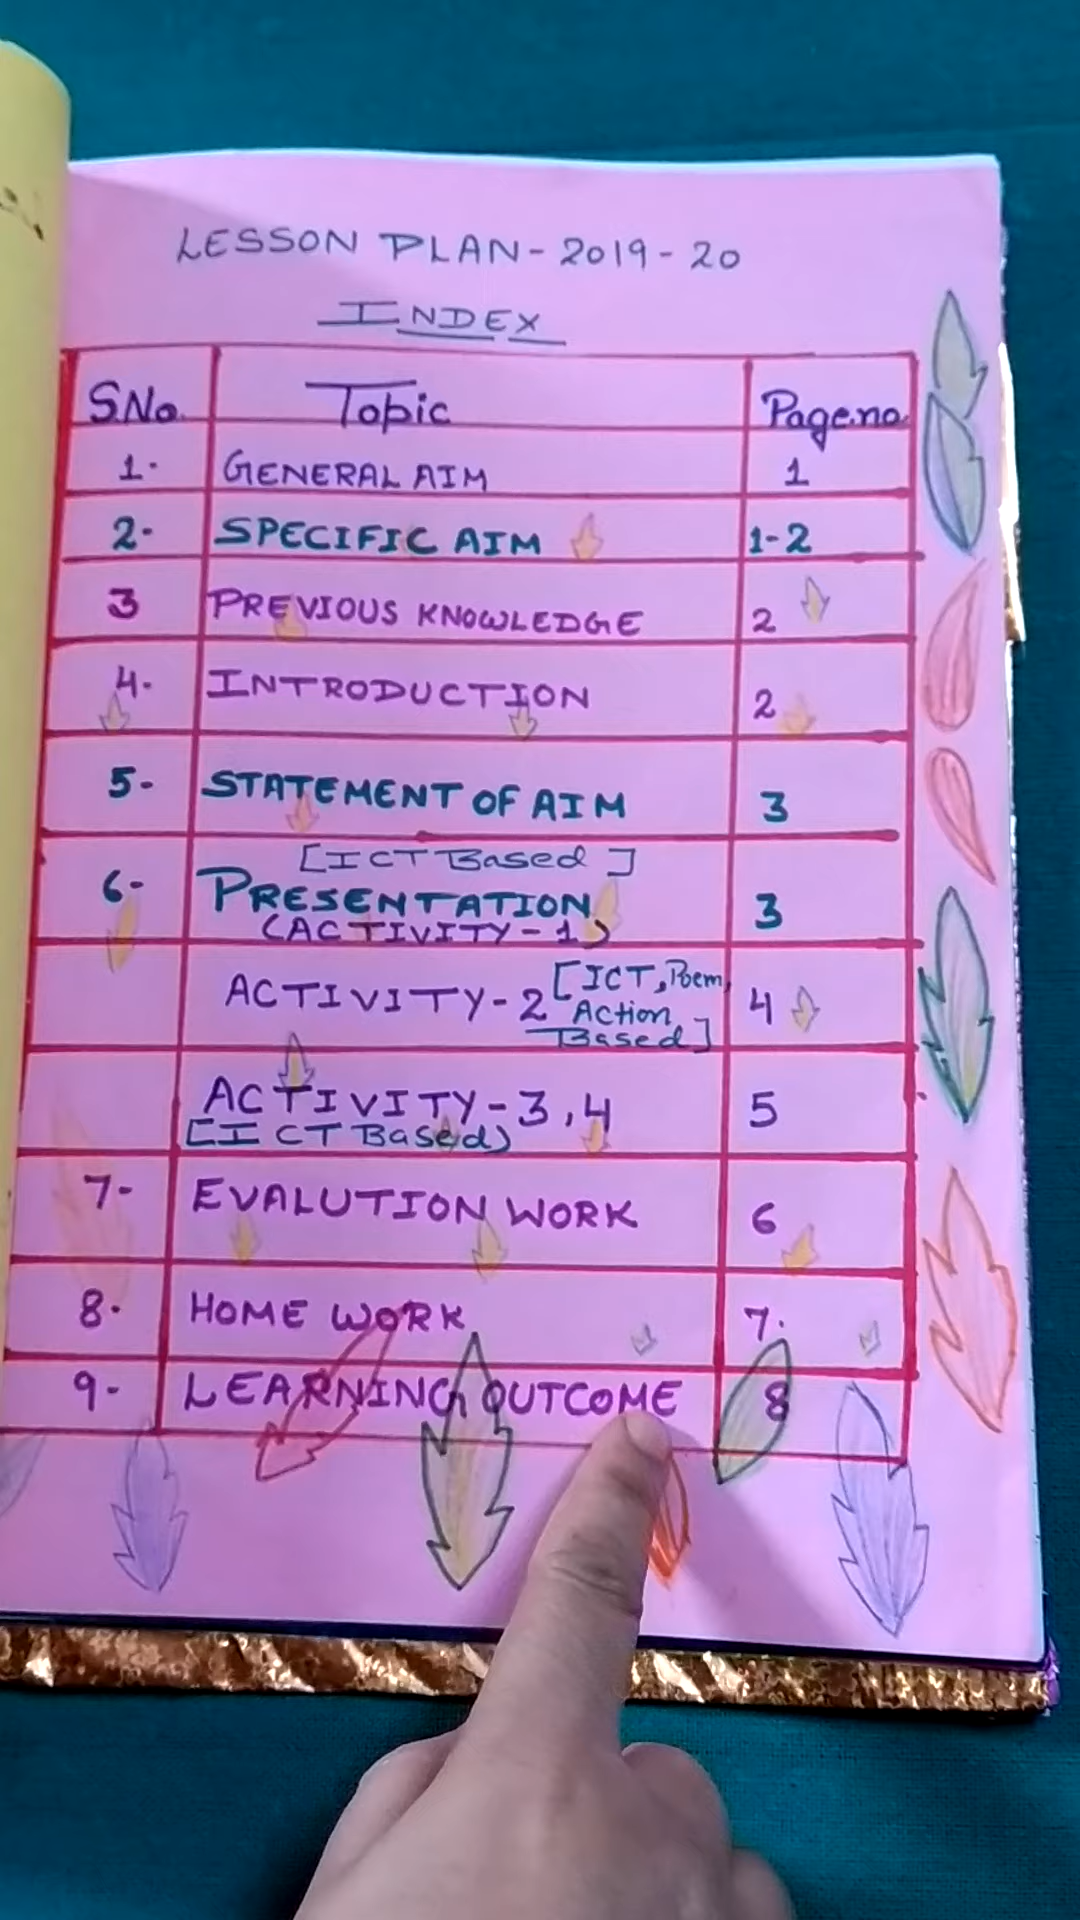 LESSON PLAN - 2019 - 20
INDEX
S.No. Topic Page.no.
1. GENERAL AIM 1
2. SPECIFIC AIM 1-2
3 PREVIOUS KNOWLEDGE 2
4. INTRODUCTION 2
5- STATEMENT OF AIM 3
[ICT Based]
6- PRESENTATION 3
(ACTIVITY-1)
ACTIVITY-2 [ICT, Poem, 4
Action
Based]
ACTIVITY-3,4 5
[ICT Based)
7- EVALUTION WORK 6
8. HOME WORK 7.
9- LEARNING OUTCOME 8